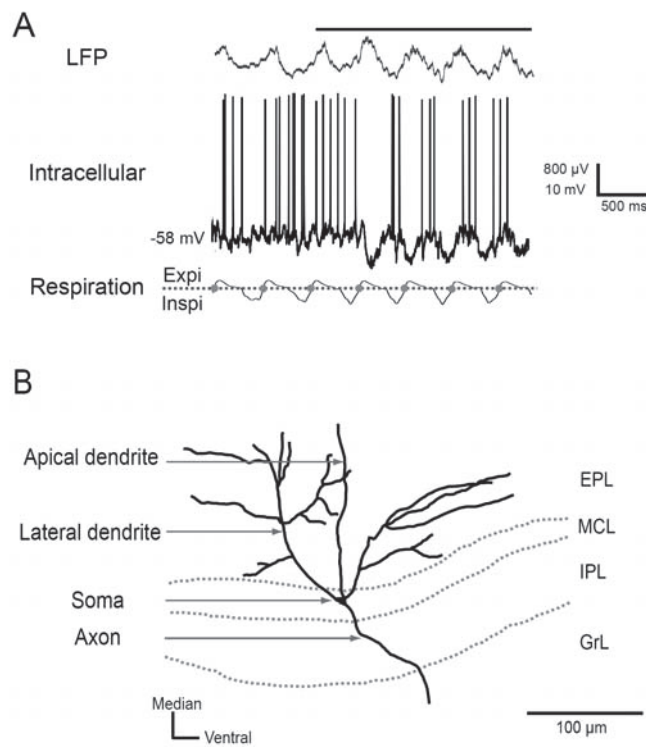 A
LFP
Intracellular
800 µV
10 mV
500 ms
-58 mV
Expi
Respiration
Inspi
B
Apical dendrite
EPL
Lateral dendrite
MCL
IPL
Soma
Axon
GrL
Median
Ventral
100 µm